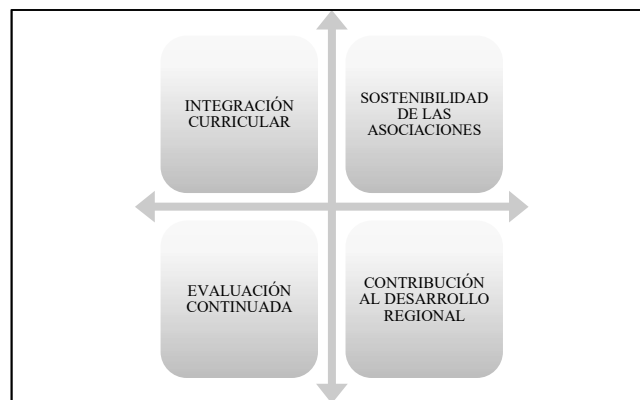 INTEGRACIÓN
CURRICULAR
SOSTENIBILIDAD
DE LAS
ASOCIACIONES
EVALUACIÓN
CONTINUADA
CONTRIBUCIÓN
AL DESARROLLO
REGIONAL